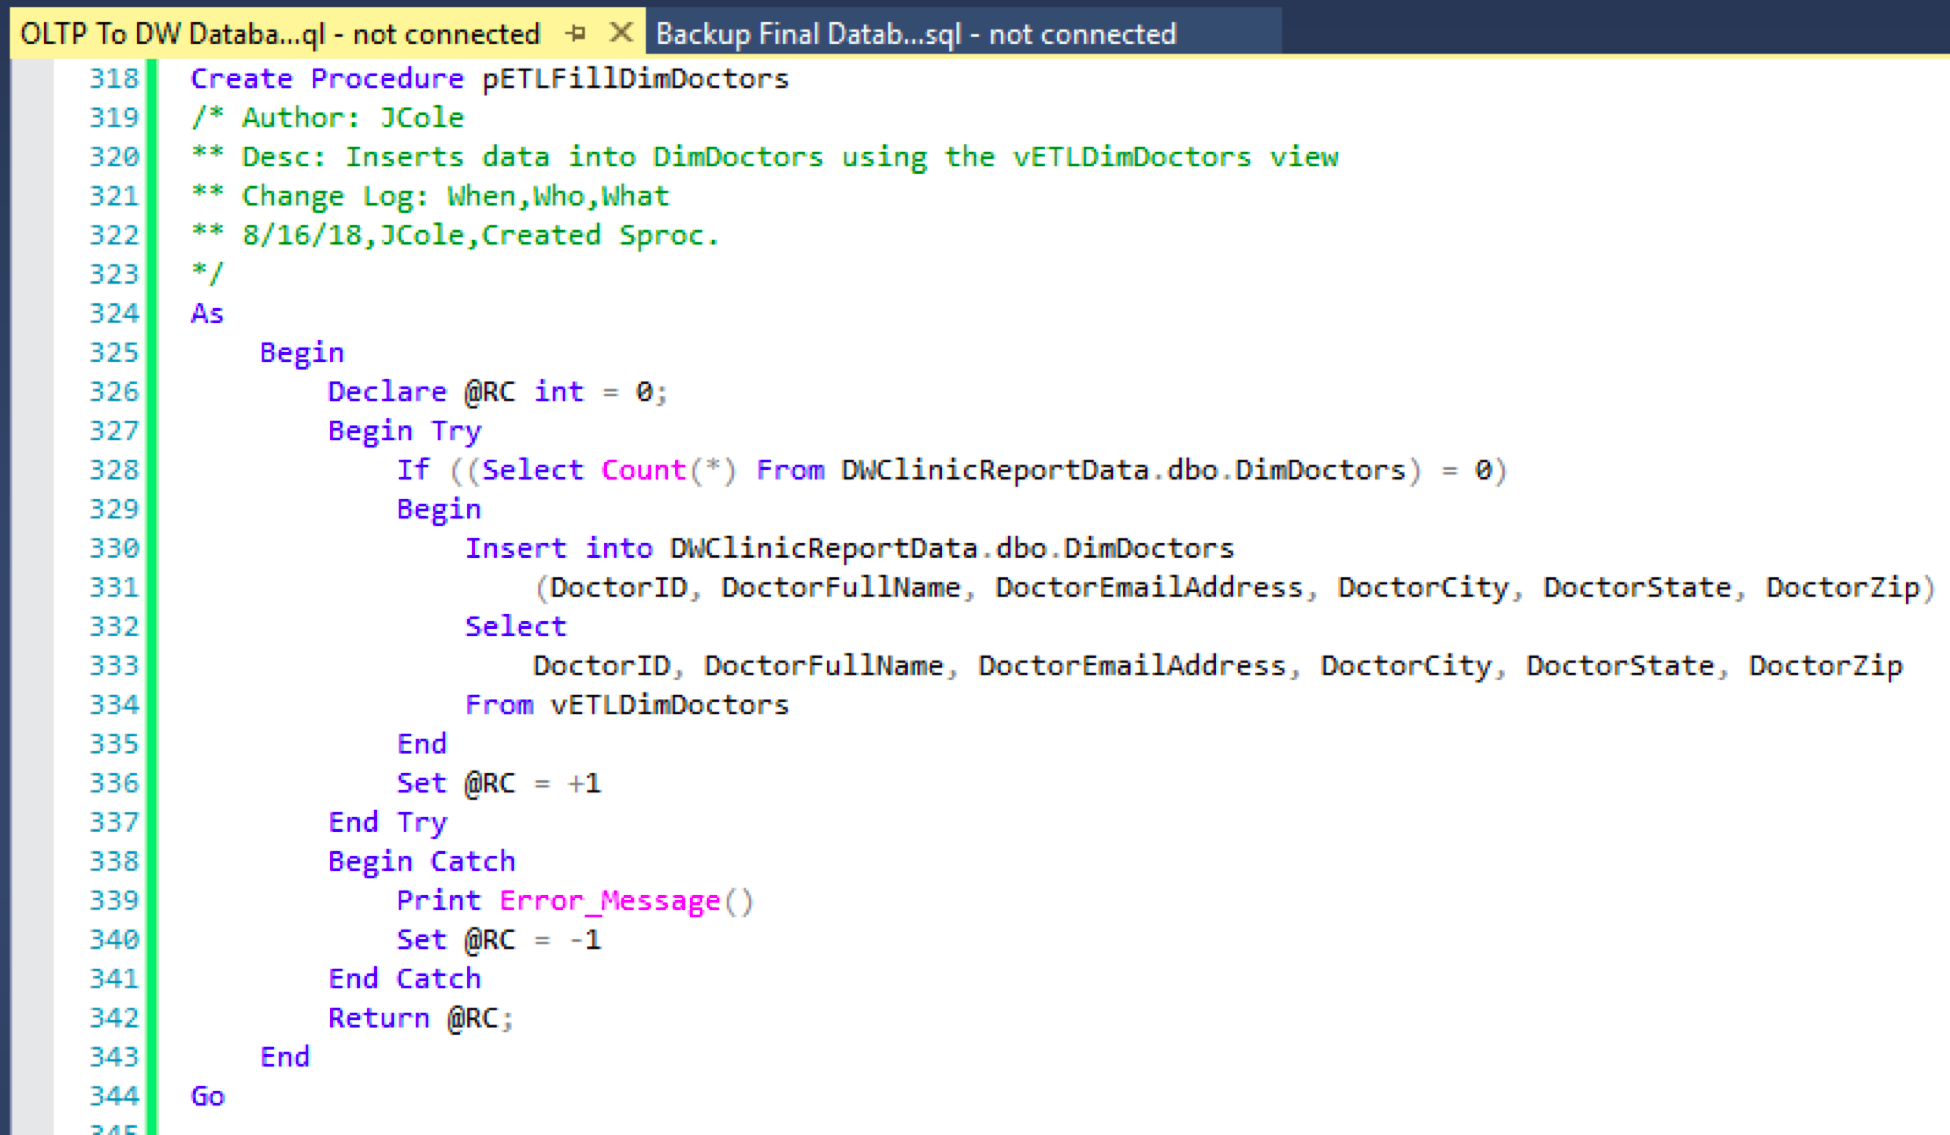 OLTP To DW Databa...ql - not connected Backup Final Datab...sql - not connected
318 Create Procedure pETLFillDimDoctors
319 /* Author: JCole
320 ** Desc: Inserts data into DimDoctors using the vETLDimDoctors view
321 ** Change Log: When,Who,What
322 ** 8/16/18,JCole,Created Sproc.
323 */
324 As
325 Begin
326 Declare @RC int = 0;
327 Begin Try
328 If ((Select Count(*) From DWClinicReportData.dbo.DimDoctors) = 0)
329 Begin
330 Insert into DWClinicReportData.dbo.DimDoctors
331 (DoctorID, DoctorFullName, DoctorEmailAddress, DoctorCity, DoctorState, DoctorZip)
332 Select
333 DoctorID, DoctorFullName, DoctorEmailAddress, DoctorCity, DoctorState, DoctorZip
334 From vETLDimDoctors
335 End
336 Set @RC = +1
337 End Try
338 Begin Catch
339 Print Error_Message()
340 Set @RC = -1
341 End Catch
342 Return @RC;
343 End
344 Go
345